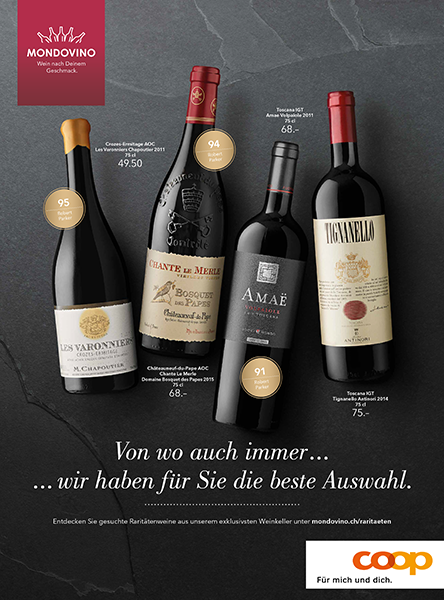 MONDOVINO
Wein nach Deinem
Geschmack.
Crozes-Ermitage AOC
Les Varonniers Chapoutier 2011
75 cl
49.50
94
Robert
Parker
Toscana IGT
Amae Volpaiole 2011
75 cl
68.–
95
Robert
Parker
CHANTE LE MERLE
BOSQUET
DES PAPES
Châteauneuf-du-Pape
LES VARONNIERS
CROZES-ERMITAGE
M. CHAPOUTIER
AMAË
TIGNANELLO
ANTINORI
91
Robert
Parker
Châteauneuf-du-Pape AOC
Chante Le Merle
Domaine Bosquet des Papes 2015
75 cl
68.–
Toscana IGT
Tignanello Antinori 2014
75 cl
75.–
Von wo auch immer...
... wir haben für Sie die beste Auswahl.
Entdecken Sie gesuchte Raritätenweine aus unserem exklusivsten Weinkeller unter mondovino.ch/raritaeten
coop
Für mich und dich.